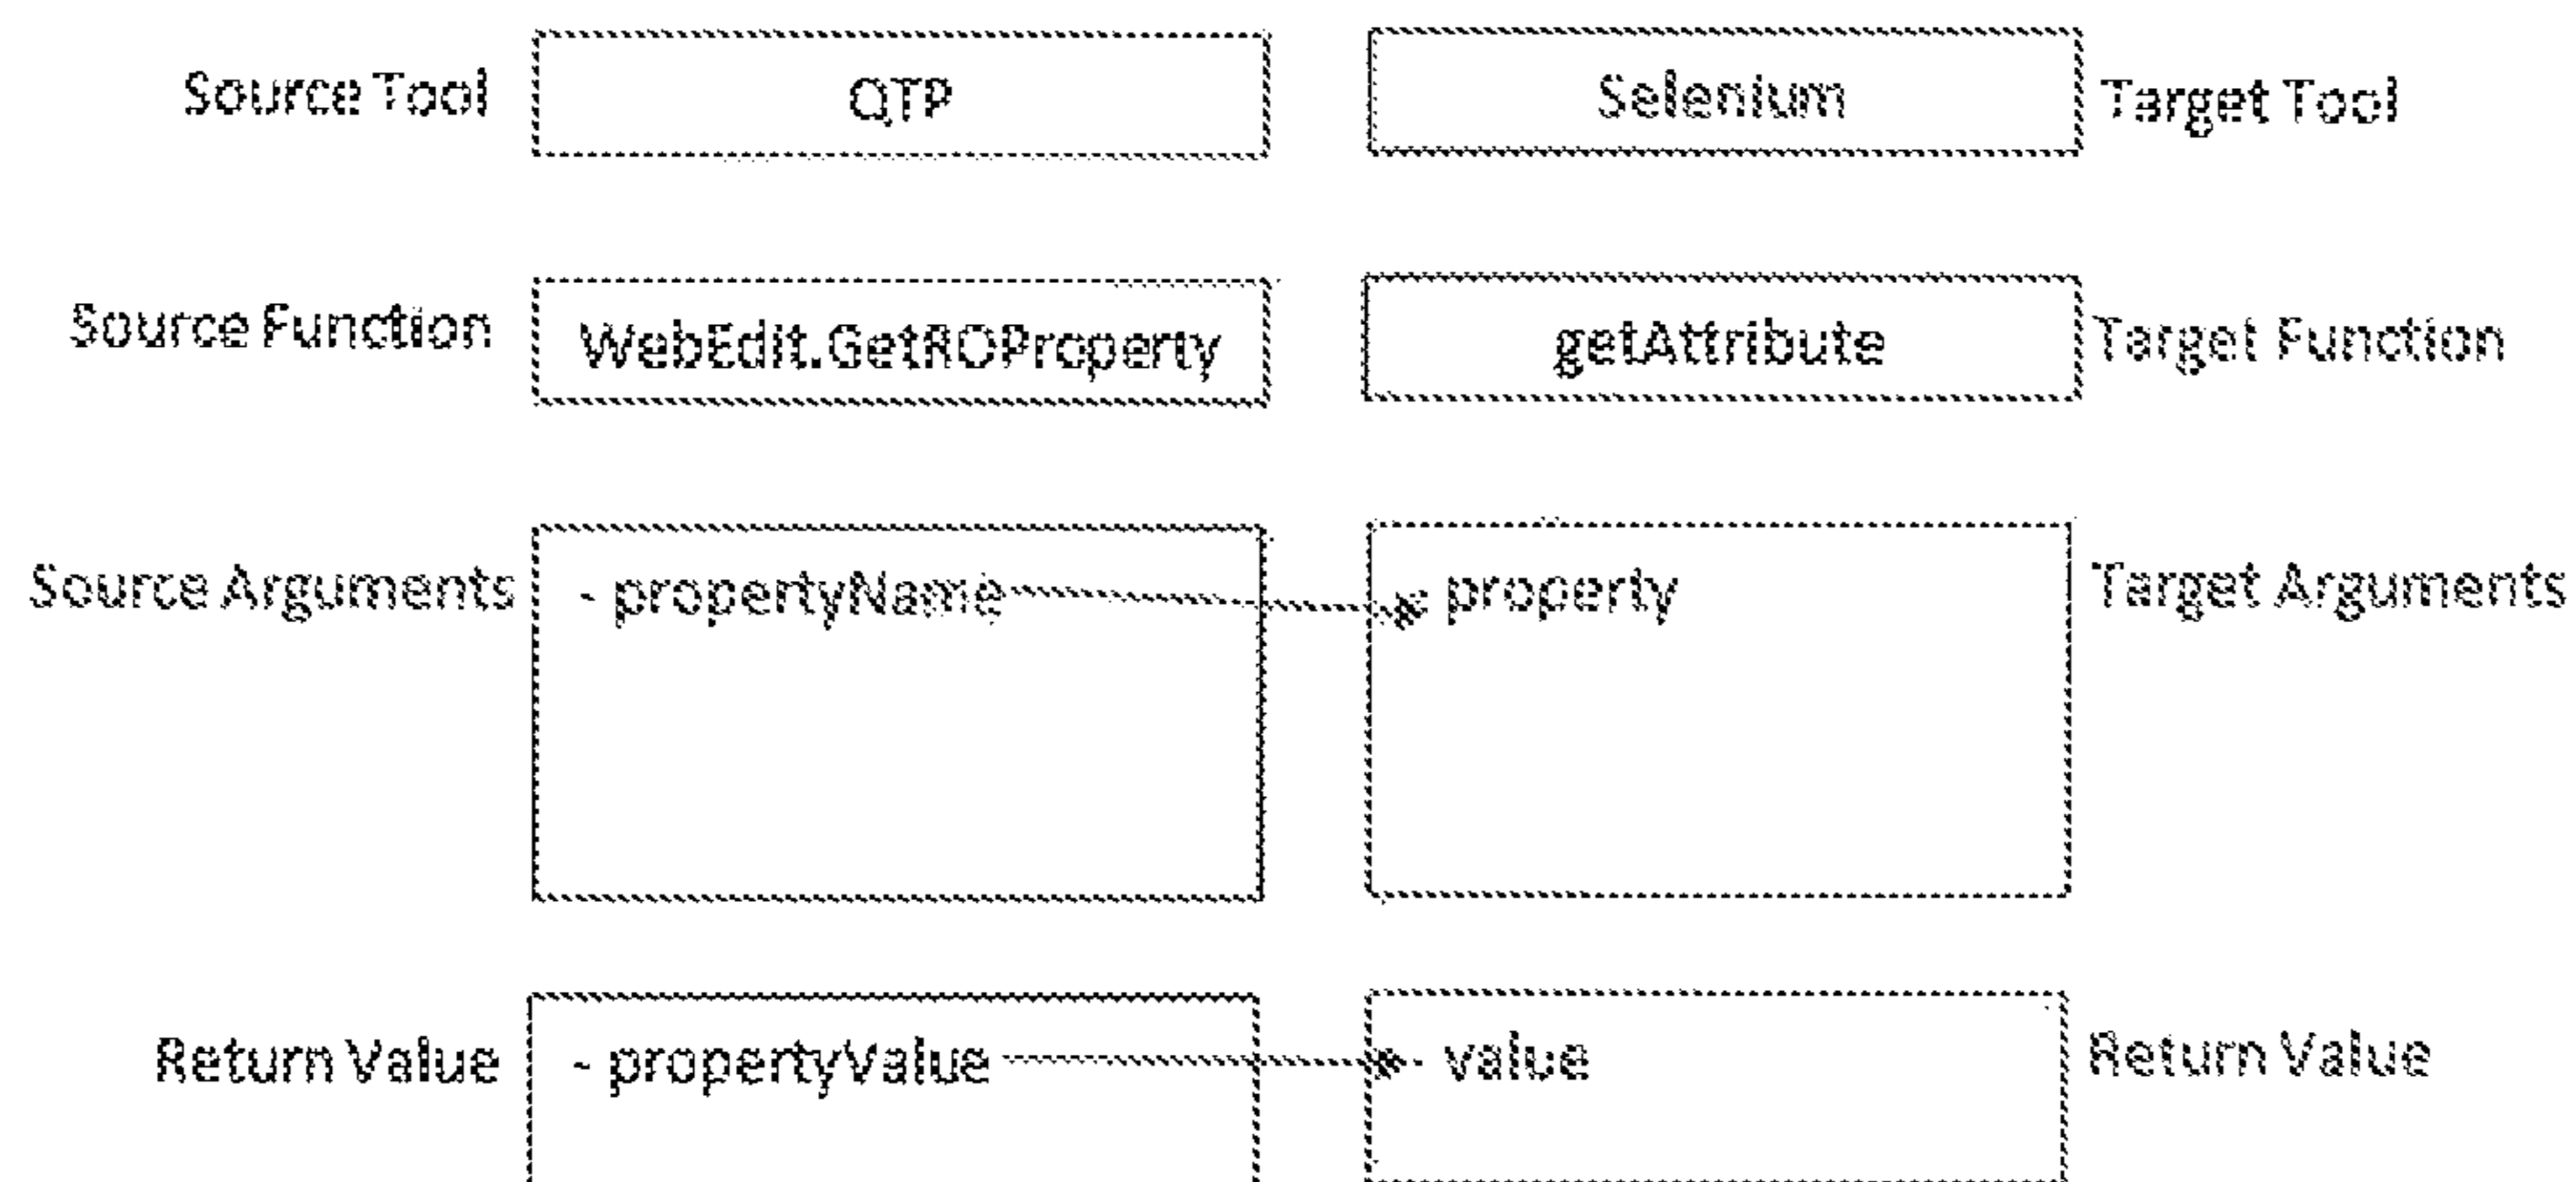 Source Tool QTP Selenium Target Tool
Source Function WebEdit.GetROProperty getAttribute Target Function
Source Arguments - propertyName - property Target Arguments
Return Value - propertyValue - value Return Value